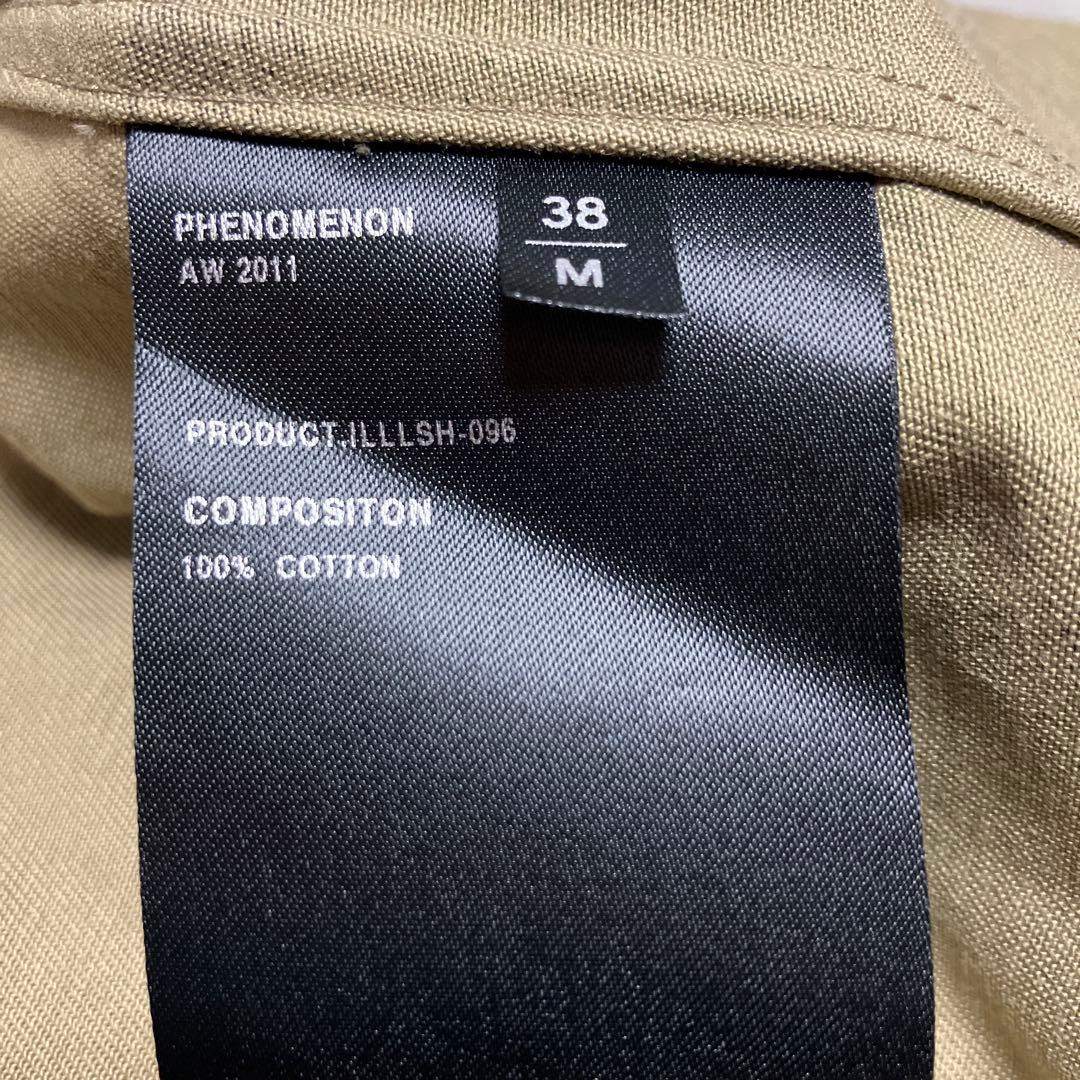 PHENOMENON
AW 2011
38
M
PRODUCT-ILLLSH-096
COMPOSITON
100% COTTON